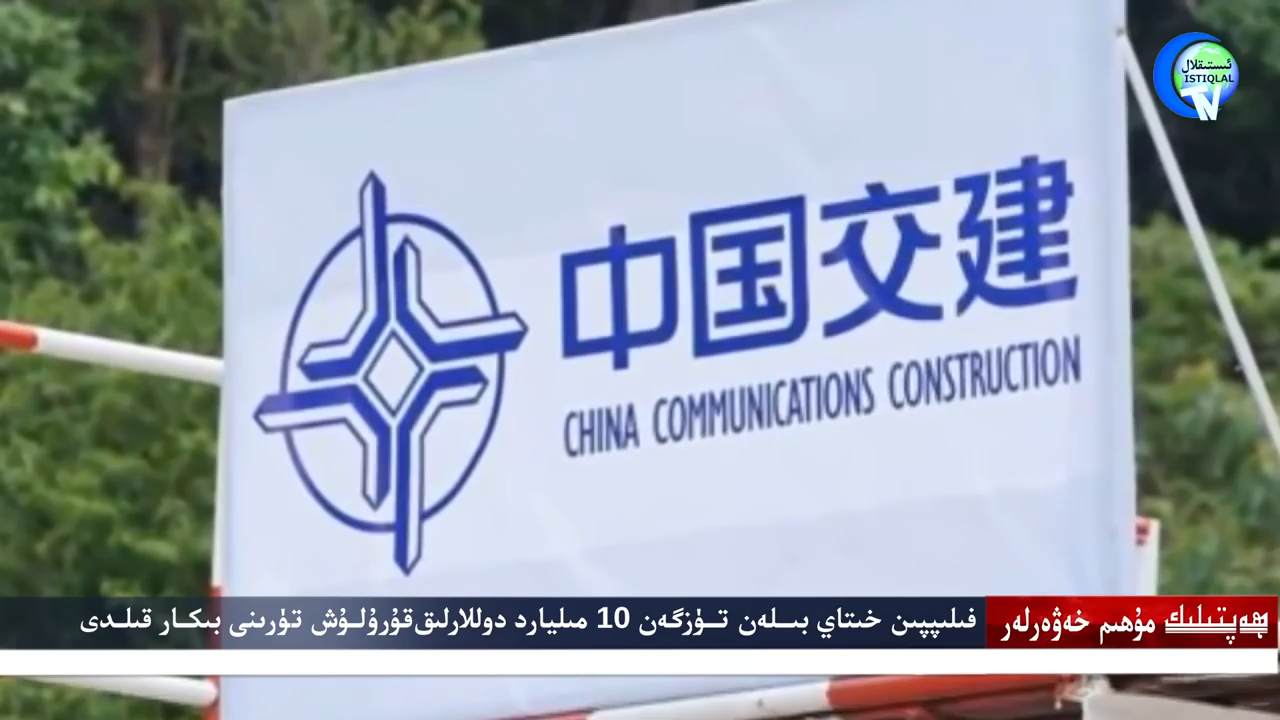 ئىستىقلال
ISTIQLAL
TV
中国交建
CHINA COMMUNICATIONS CONSTRUCTION
ھەپتىلىك مۇھىم خەۋەرلەر
فىلىپپىن خىتاي بىلەن تۈزگەن 10 مىليارد دوللارلىق قۇرۇلۇش تۈرىنى بىكار قىلدى